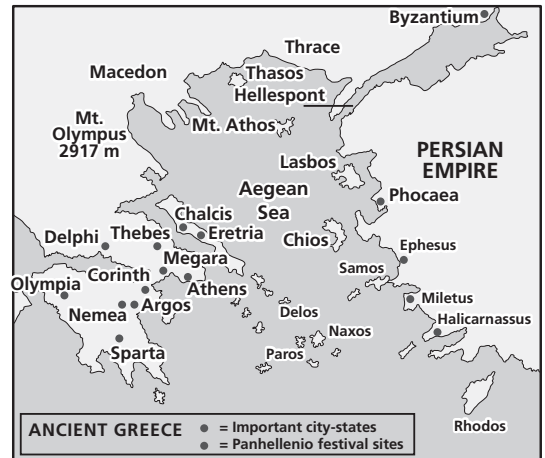 Byzantium
Thrace
Macedon
Thasos
Hellespont
Mt.
Olympus
2917 m
Mt. Athos
PERSIAN
EMPIRE
Lasbos
Aegean
Sea
Phocaea
Chalcis
Thebes
Eretria
Delphi
Chios
Ephesus
Megara
Samos
Corinth
Olympia
Athens
Miletus
Delos
Nemea
Argos
Halicarnassus
Naxos
Sparta
Paros
Rhodos
ANCIENT GREECE
= Important city-states
= Panhellenio festival sites